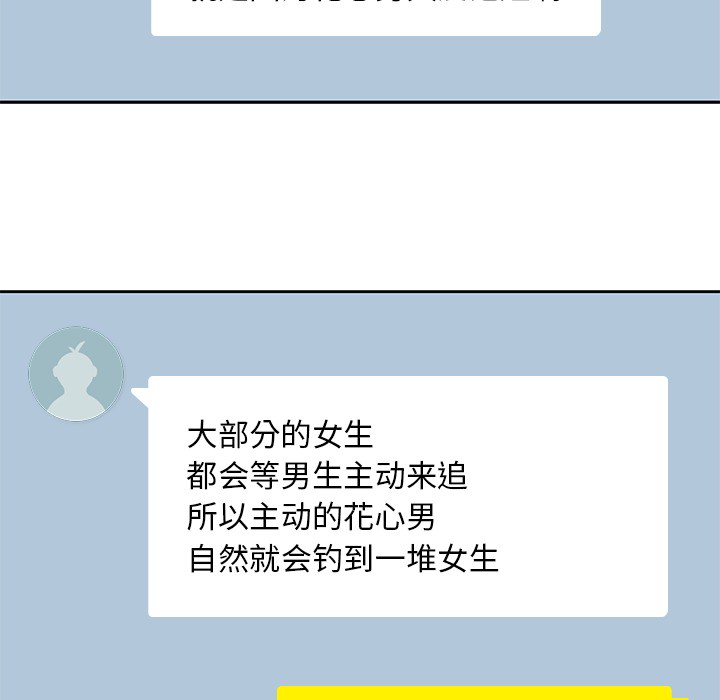 大部分的女生
都会等男生主动来追
所以主动的花心男
自然就会钓到一堆女生